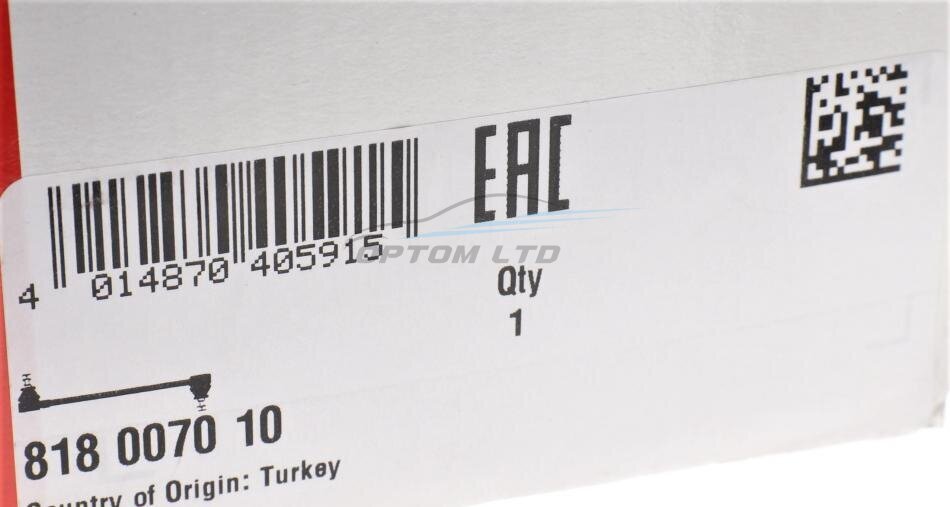 EAC
4 014870 405915
OPTOM LTD
Qty
1
818 0070 10
Country of Origin: Turkey